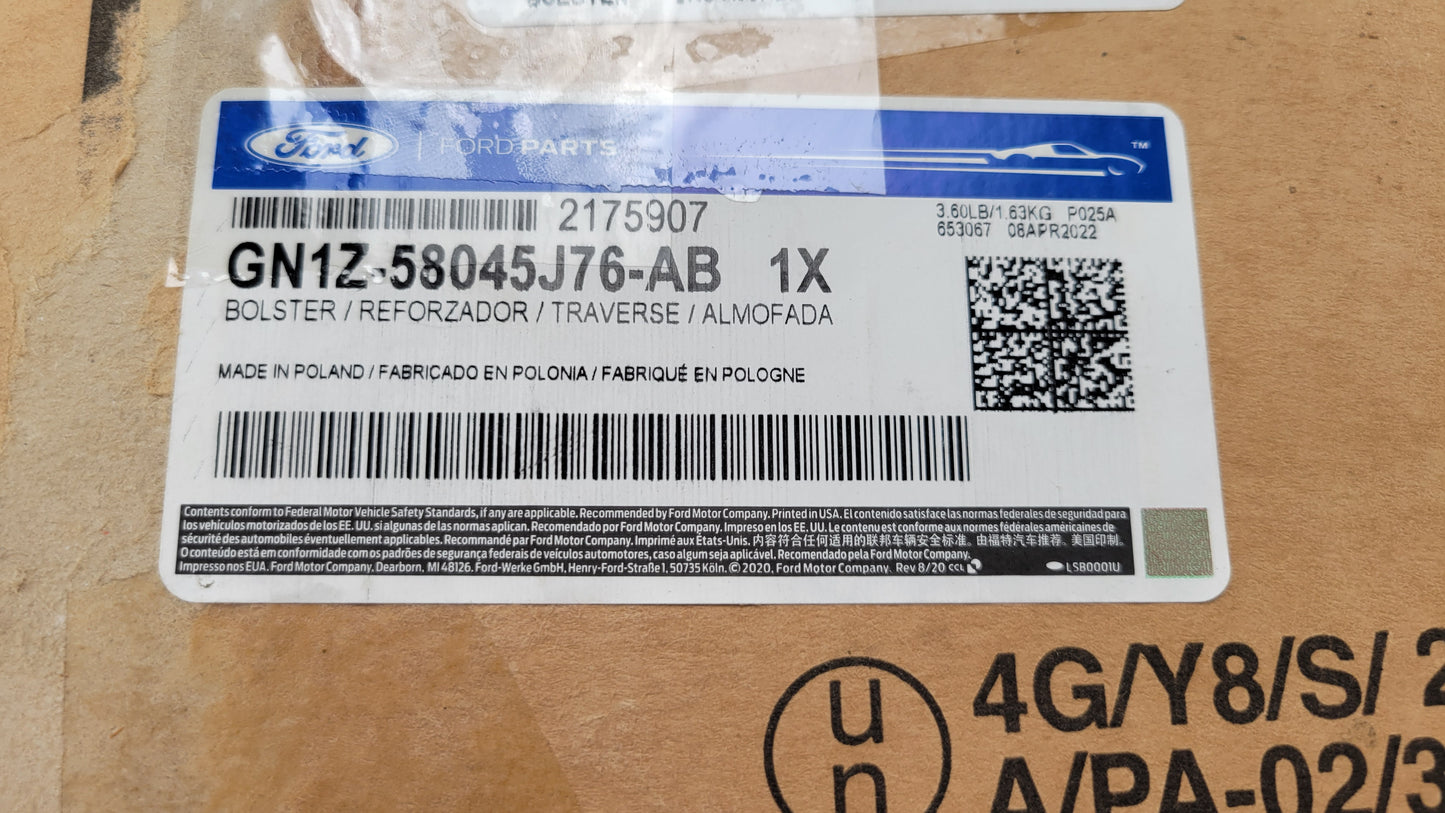 BOLSTER
Ford | FORD PARTS ™
2175907
3.60LB/1.63KG P025A
653067 08APR2022
GN1Z-58045J76-AB 1X
BOLSTER / REFORZADOR / TRAVERSE / ALMOFADA
MADE IN POLAND / FABRICADO EN POLONIA / FABRIQUÉ EN POLOGNE
Contents conform to Federal Motor Vehicle Safety Standards, if any are applicable. Recommended by Ford Motor Company. Printed in USA. El contenido satisface las normas federales de seguridad para
los vehículos motorizados de los EE. UU. si algunas de las normas aplican. Recomendado por Ford Motor Company. Impreso en los EE. UU. Le contenu est conforme aux normes fédérales américaines de
sécurité des automobiles éventuellement applicables. Recommandé par Ford Motor Company. Imprimé aux États-Unis. 内容符合任何适用的联邦车辆安全标准。由福特汽车推荐。美国印制。
O conteúdo está em conformidade com os padrões de segurança federais de veículos automotores, caso algum seja aplicável. Recomendado pela Ford Motor Company.
Impresso nos EUA. Ford Motor Company, Dearborn, MI 48126. Ford-Werke GmbH, Henry-Ford-Straße 1, 50735 Köln. © 2020, Ford Motor Company. Rev 8/20 CCL LSB0001U
un
4G/Y8/S/ 2
A/PA-02/3